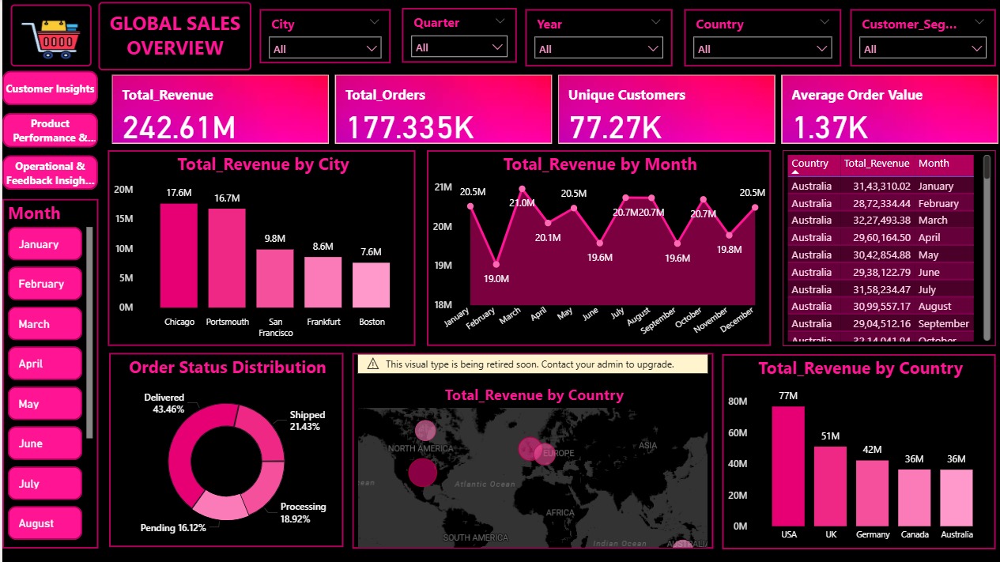 GLOBAL SALES
OVERVIEW
City
All
Quarter
All
Year
All
Country
All
Customer_Seg...
All
Customer Insights
Product
Performance &...
Operational &
Feedback Insigh...
Total_Revenue
242.61M
Total_Orders
177.335K
Unique Customers
77.27K
Average Order Value
1.37K
Month
January
February
March
April
May
June
July
August
Total_Revenue by City
20M
15M
10M
5M
0M
17.6M
16.7M
9.8M
8.6M
7.6M
Chicago
Portsmouth
San
Francisco
Frankfurt
Boston
Total_Revenue by Month
21M
20M
19M
18M
20.5M
19.0M
21.0M
20.1M
20.5M
19.6M
20.7M
20.7M
19.6M
20.7M
19.8M
20.5M
January
February
March
April
May
June
July
August
September
October
November
December
Country Total_Revenue Month
Australia 31,43,310.02 January
Australia 28,72,334.44 February
Australia 32,27,493.38 March
Australia 29,60,164.50 April
Australia 30,42,854.88 May
Australia 29,38,122.79 June
Australia 31,58,234.47 July
Australia 30,99,557.17 August
Australia 29,04,512.16 September
Australia 32,14,041.94 October
Order Status Distribution
Delivered
43.46%
Shipped
21.43%
Processing
18.92%
Pending 16.12%
This visual type is being retired soon. Contact your admin to upgrade.
Total_Revenue by Country
NORTH AMERICA
EUROPE
ASIA
Atlantic Ocean
AFRICA
SOUTH AMERICA
Indian Ocean
AUSTRALIA
Total_Revenue by Country
80M
60M
40M
20M
0M
77M
51M
42M
36M
36M
USA
UK
Germany
Canada
Australia